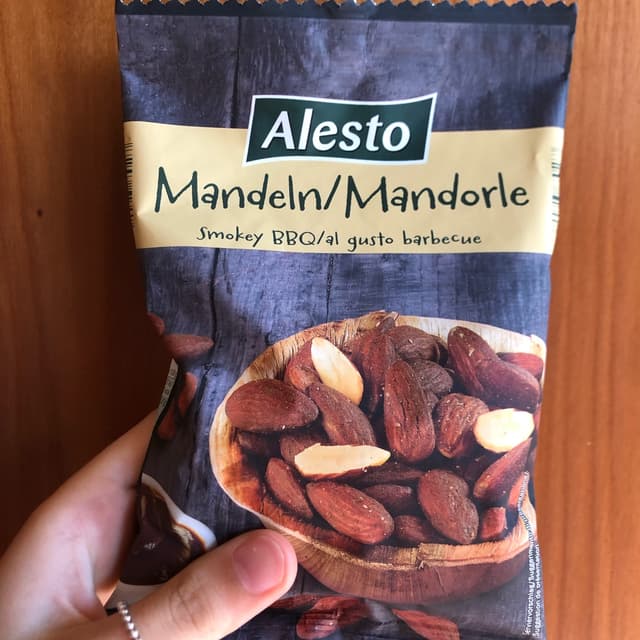 Alesto
Mandeln/Mandorle
Smokey BBQ/al gusto barbecue